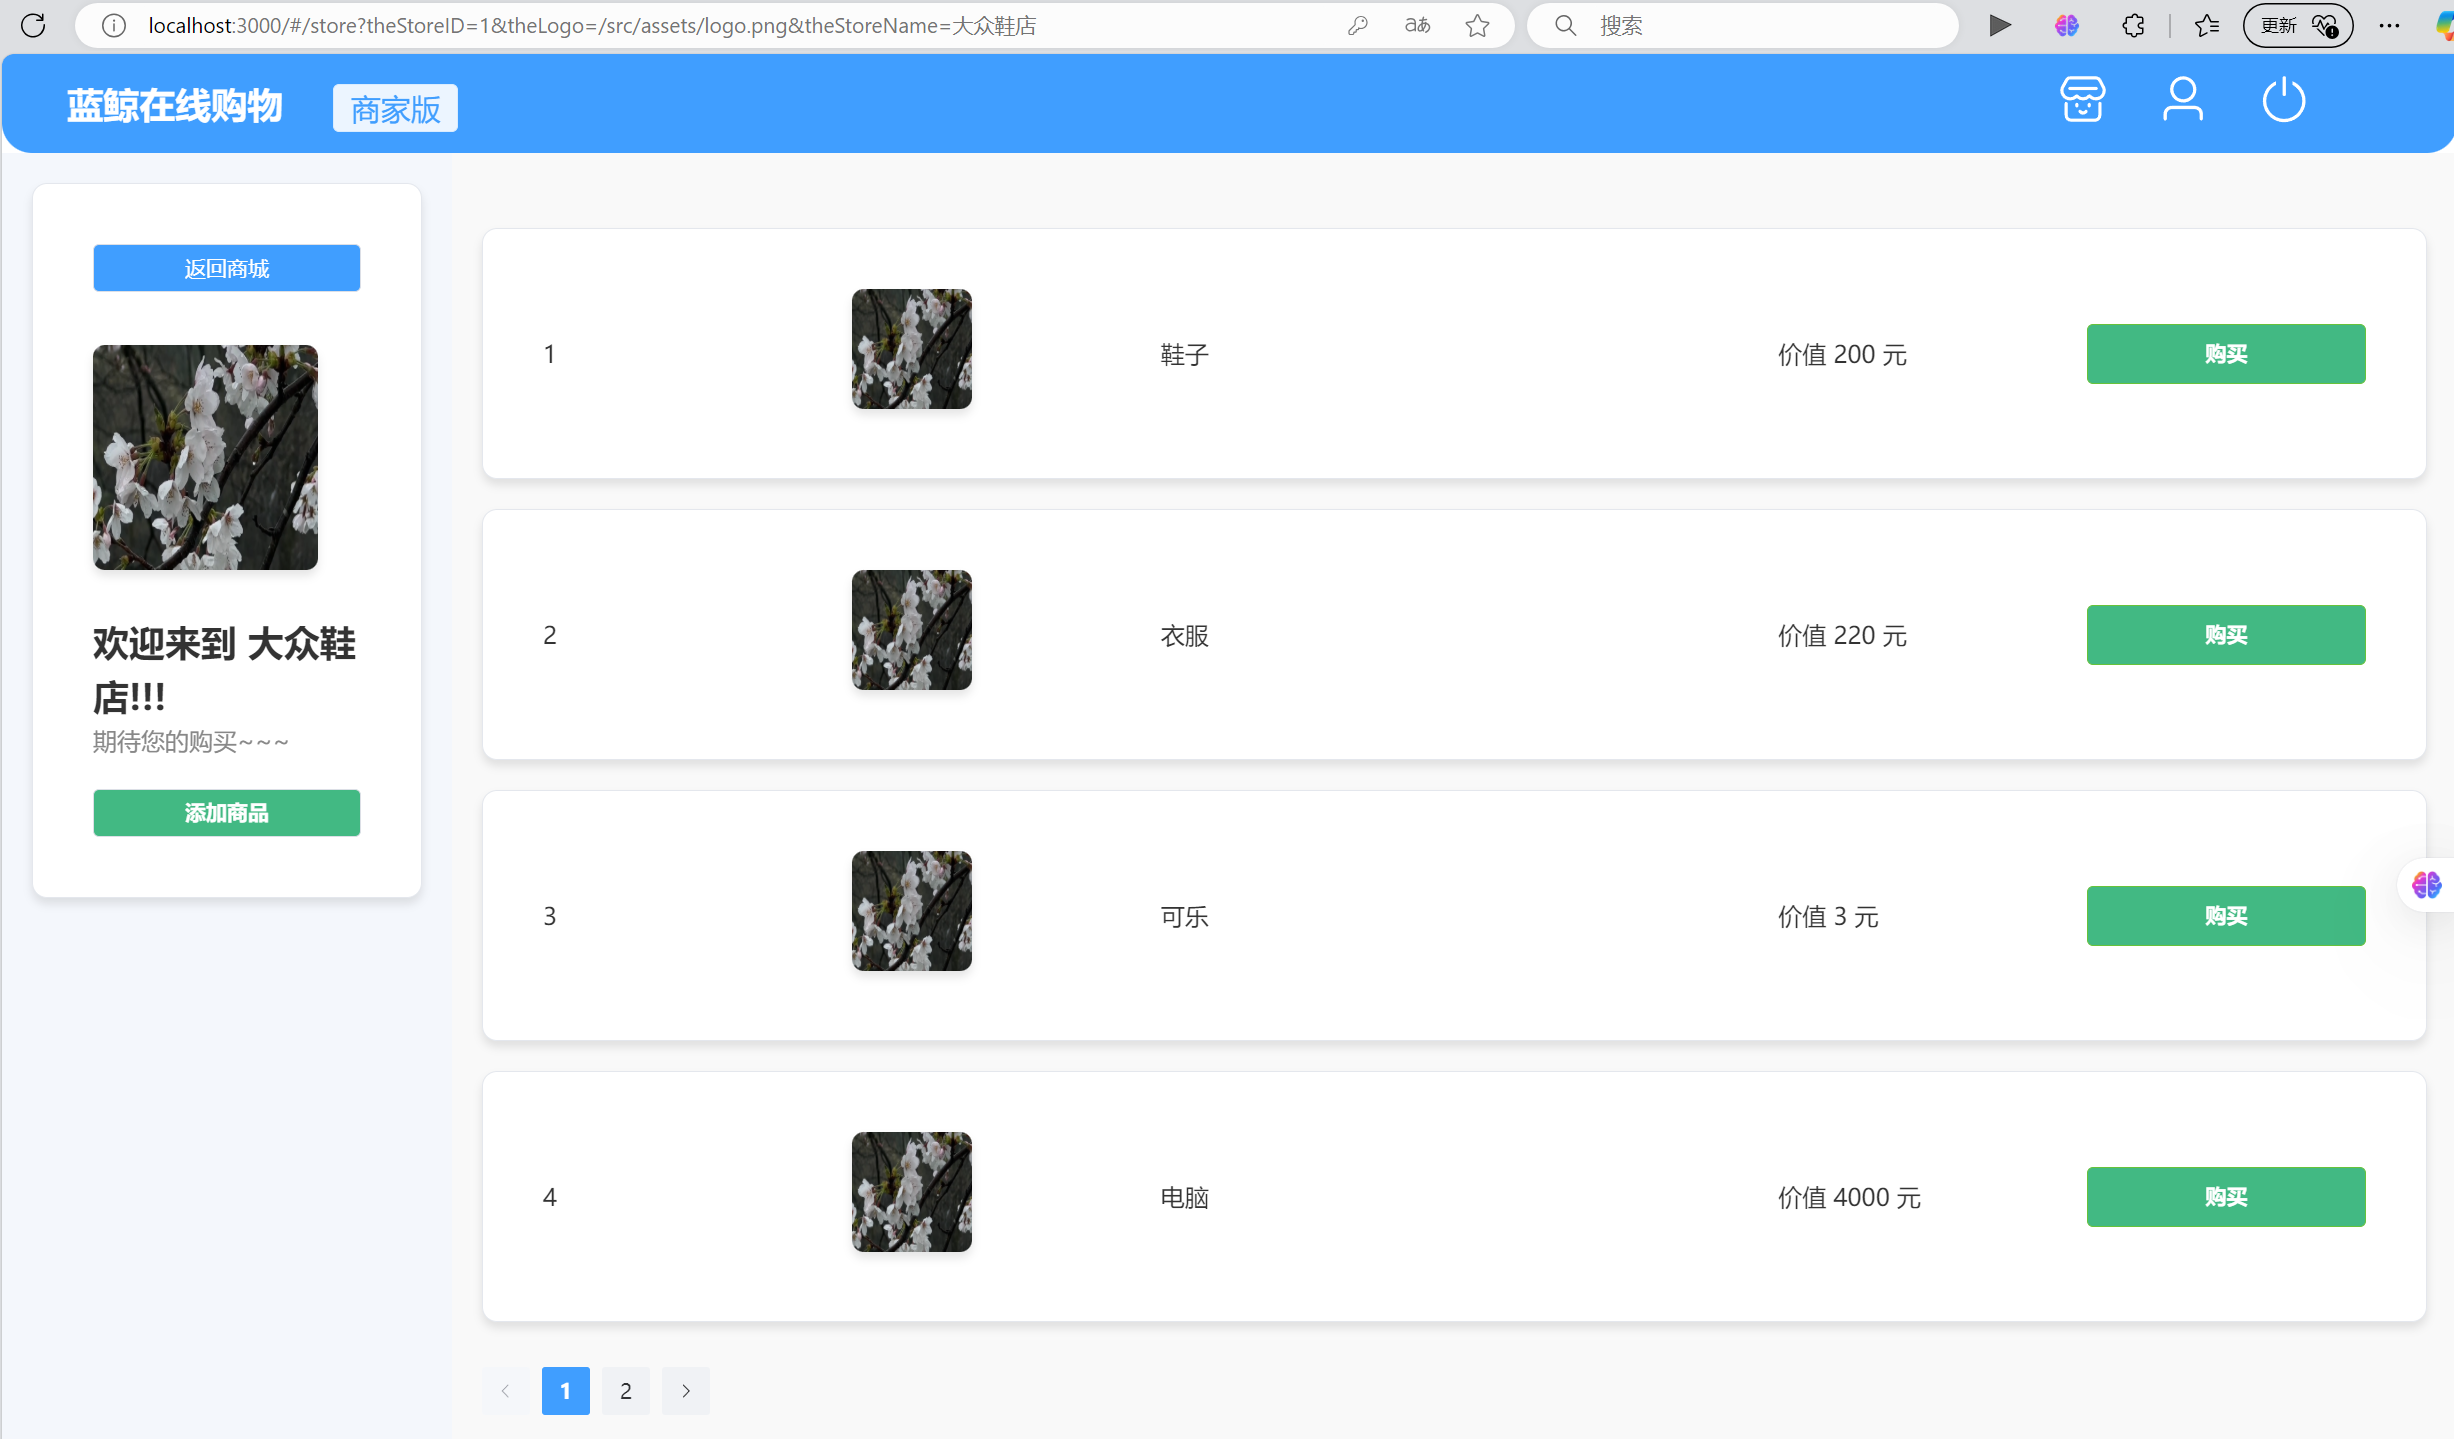 localhost:3000/#/store?theStoreID=1&theLogo=/src/assets/logo.png&theStoreName=大众鞋店
aあ
搜索
更新
蓝鲸在线购物
商家版
返回商城
欢迎来到 大众鞋
店!!!
期待您的购买~~~
添加商品
1
鞋子
价值 200 元
购买
2
衣服
价值 220 元
购买
3
可乐
价值 3 元
购买
4
电脑
价值 4000 元
购买
1
2